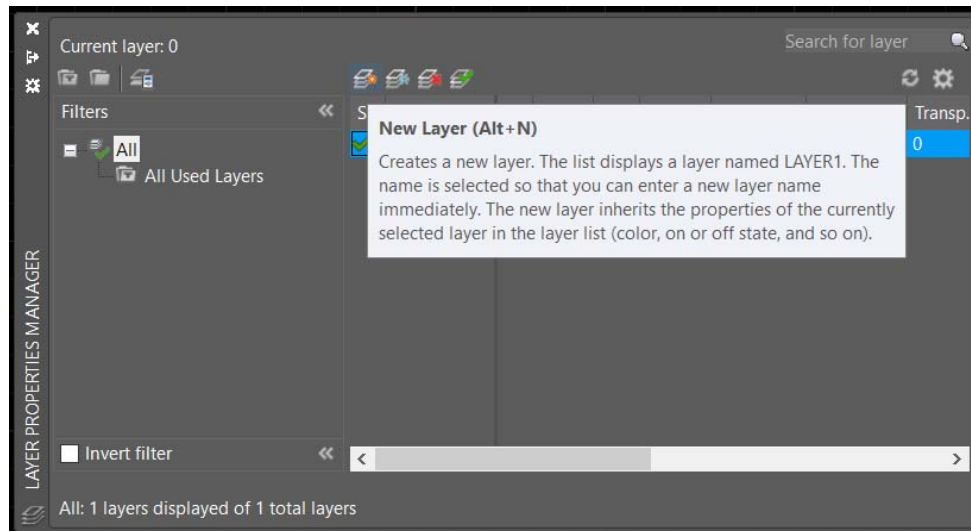 Current layer: 0
Search for layer
Filters
S
Transp.
New Layer (Alt+N)
0
All
Creates a new layer. The list displays a layer named LAYER1. The
name is selected so that you can enter a new layer name
immediately. The new layer inherits the properties of the currently
selected layer in the layer list (color, on or off state, and so on).
All Used Layers
LAYER PROPERTIES MANAGER
Invert filter
All: 1 layers displayed of 1 total layers